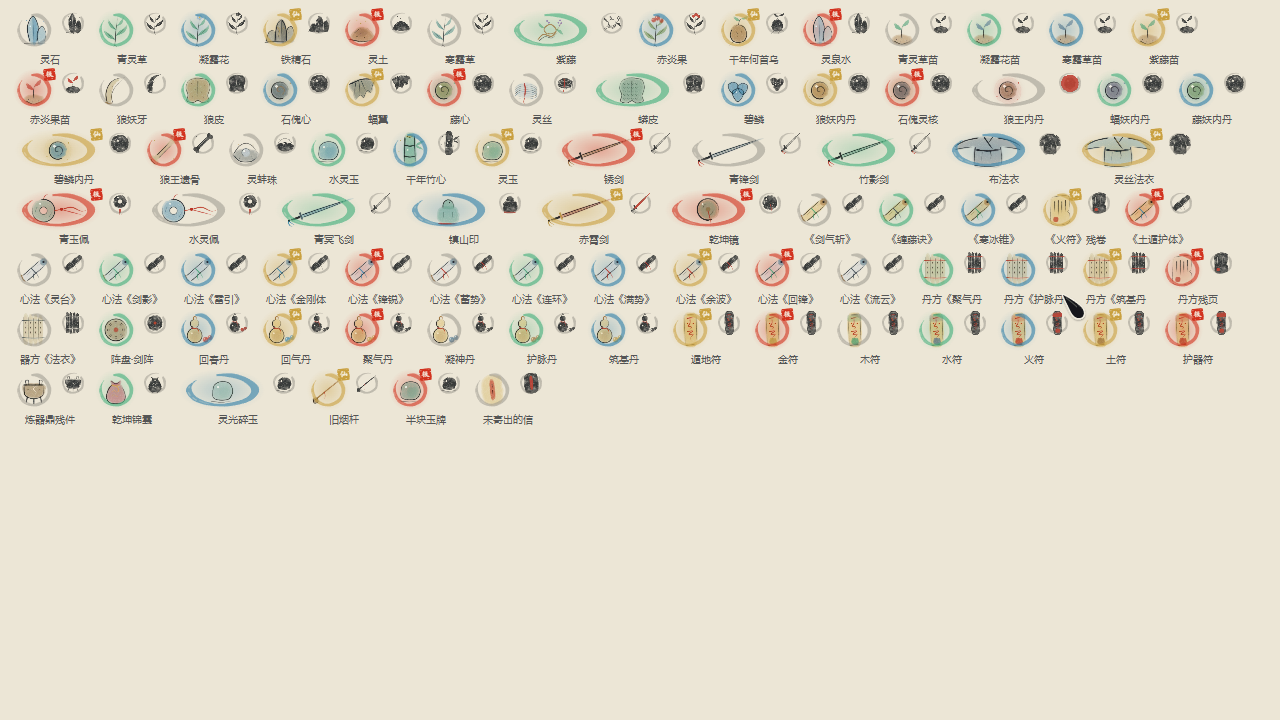 灵石 青灵草 凝露花 铁精石 灵土 寒露草 紫藤 赤炎果 千年何首乌 灵泉水 青灵草苗 凝露花苗 寒露草苗 紫藤苗
赤炎果苗 狼妖牙 狼皮 石傀心 蝠翼 藤心 灵丝 蟒皮 碧鳞 狼妖内丹 石傀灵核 狼王内丹 蝠妖内丹 藤妖内丹
碧鳞内丹 狼王遗骨 灵蚌珠 水灵玉 千年竹心 灵玉 锈剑 青锋剑 竹影剑 布法衣 灵丝法衣
青玉佩 水灵佩 青冥飞剑 镇山印 赤霄剑 乾坤镜 《剑气斩》 《缠藤诀》 《寒冰锥》 《火符》残卷 《土遁护体》
心法《灵台》 心法《剑影》 心法《雷引》 心法《金刚体 心法《锋锐》 心法《蓄势》 心法《连环》 心法《满势》 心法《余波》 心法《回锋》 心法《流云》 丹方《聚气丹 丹方《护脉丹 丹方《筑基丹 丹方残页
器方《法衣》 阵盘·剑阵 回春丹 回气丹 聚气丹 凝神丹 护脉丹 筑基丹 遁地符 金符 木符 水符 火符 土符 护器符
炼器鼎残件 乾坤锦囊 灵光碎玉 旧烟杆 半块玉牌 未寄出的信